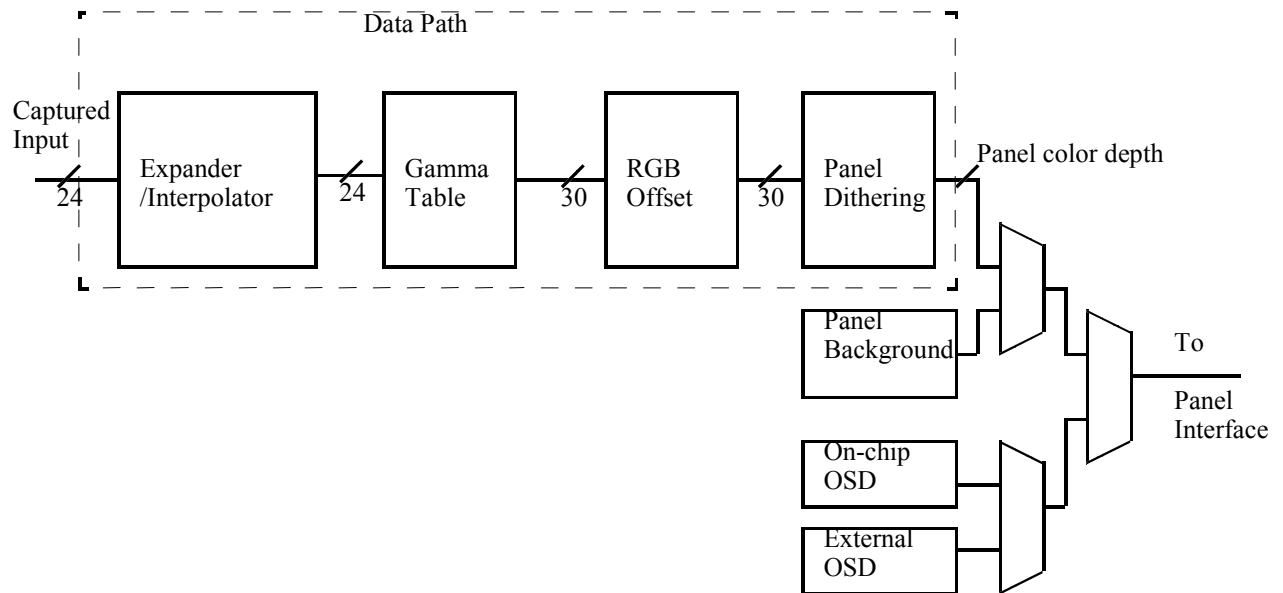 Data Path
Captured
Input
24
Expander
/Interpolator
24
Gamma
Table
30
RGB
Offset
30
Panel
Dithering
Panel color depth
Panel
Background
On-chip
OSD
External
OSD
To
Panel
Interface